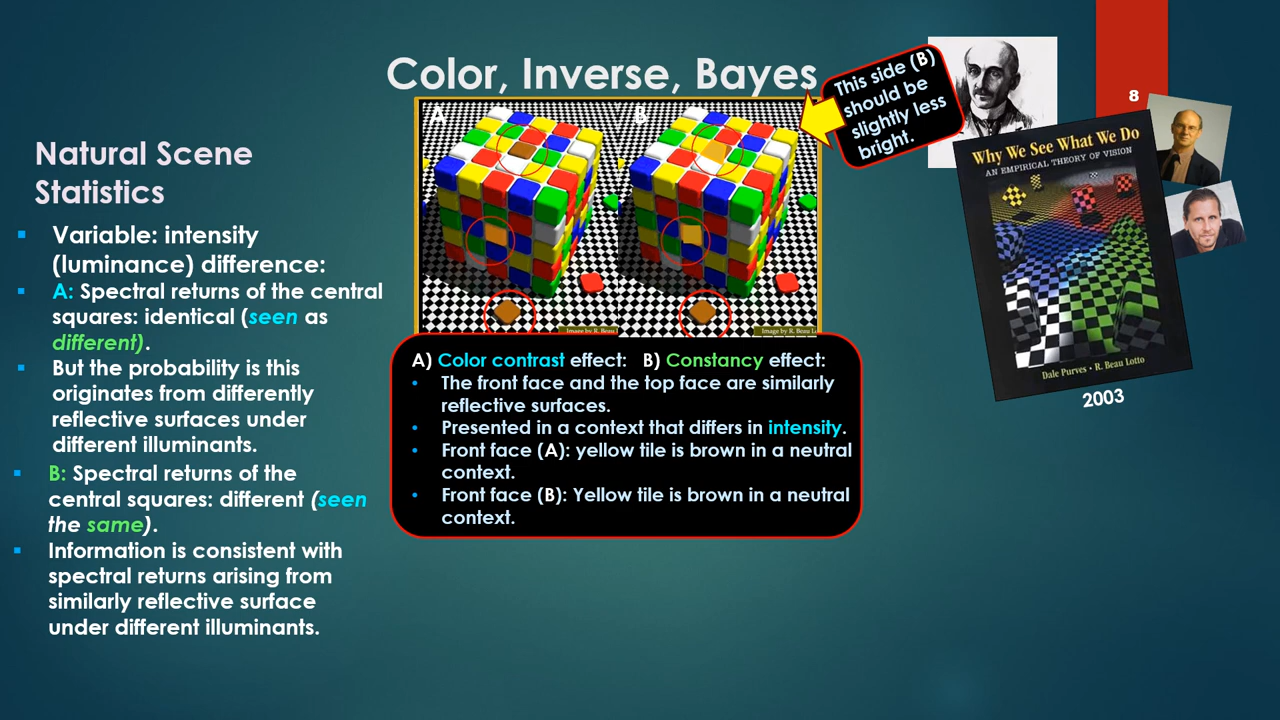 Color, Inverse, Bayes
8
This side (B)
should be
slightly less
bright.
Natural Scene
Statistics
Variable: intensity
(luminance) difference:
A: Spectral returns of the central
squares: identical (seen as
different).
But the probability is this
originates from differently
reflective surfaces under
different illuminants.
B: Spectral returns of the
central squares: different (seen
the same).
Information is consistent with
spectral returns arising from
similarly reflective surface
under different illuminants.
A
B
Image by R. Beau
Image by R. Beau Lo
A) Color contrast effect: B) Constancy effect:
The front face and the top face are similarly
reflective surfaces.
Presented in a context that differs in intensity.
Front face (A): yellow tile is brown in a neutral
context.
Front face (B): Yellow tile is brown in a neutral
context.
Why We See What We Do
AN EMPIRICAL THEORY OF VISION
Dale Purves • R. Beau Lotto
2003